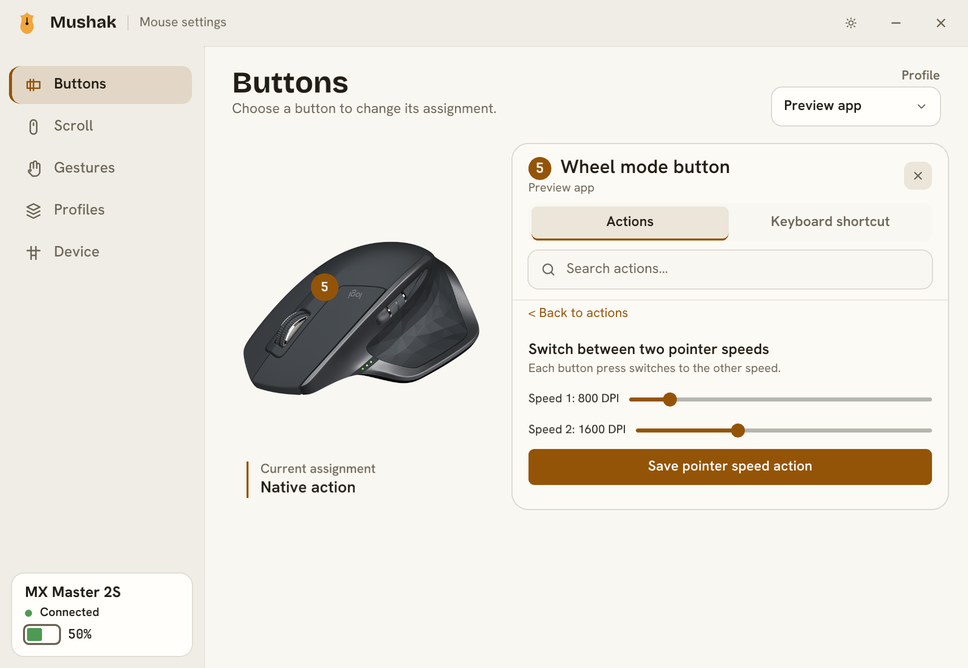 Mushak
Mouse settings
Buttons
Scroll
Gestures
Profiles
Device
MX Master 2S
Connected
50%
Buttons
Choose a button to change its assignment.
Profile
Preview app
5
logi
Current assignment
Native action
5 Wheel mode button
Preview app
Actions
Keyboard shortcut
Search actions...
< Back to actions
Switch between two pointer speeds
Each button press switches to the other speed.
Speed 1: 800 DPI
Speed 2: 1600 DPI
Save pointer speed action